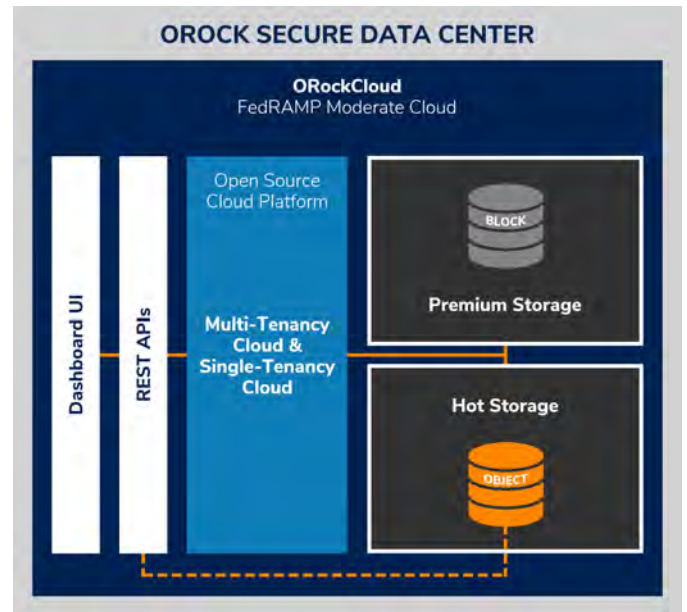 OROCK SECURE DATA CENTER
ORockCloud
FedRAMP Moderate Cloud
Dashboard UI
REST APIs
Open Source
Cloud Platform
Multi-Tenancy
Cloud &
Single-Tenancy
Cloud
BLOCK
Premium Storage
Hot Storage
OBJECT